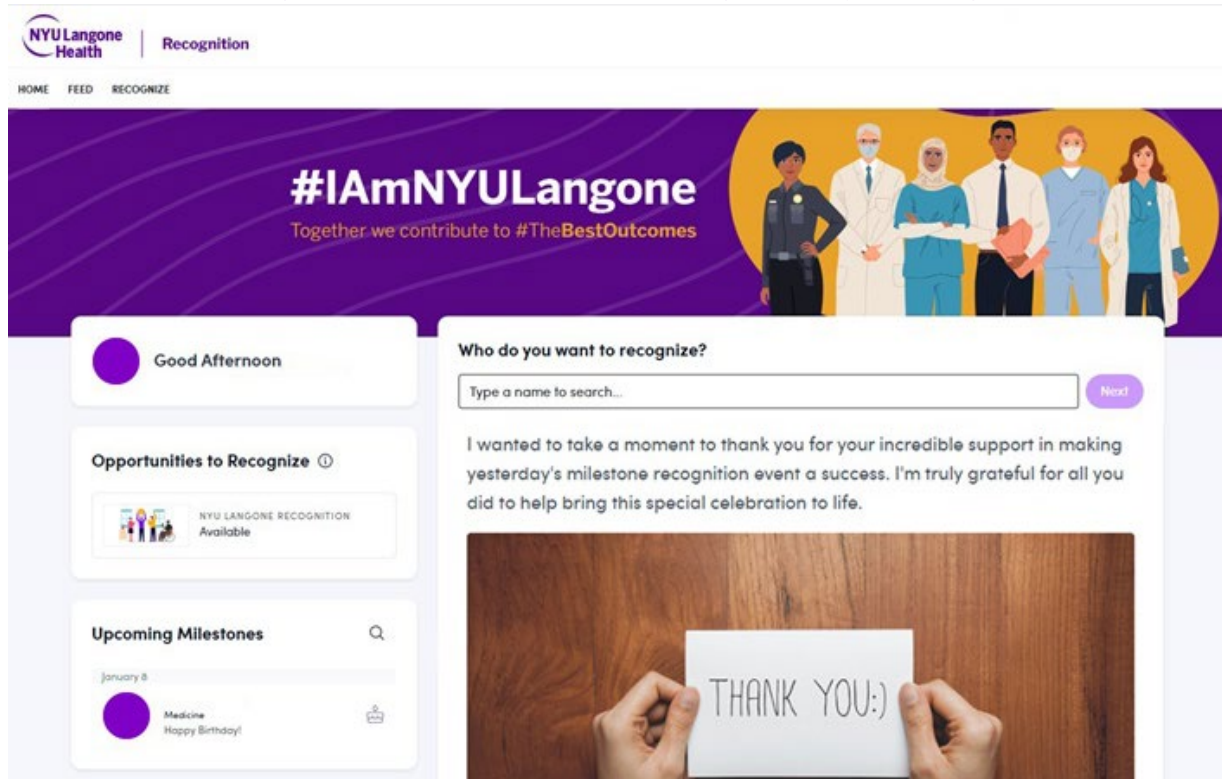 NYU Langone
Health
Recognition
HOME FEED RECOGNIZE
#IAmNYULangone
Together we contribute to #TheBestOutcomes
Good Afternoon
Opportunities to Recognize
NYU LANGONE RECOGNITION
Available
Upcoming Milestones
January 8
Medicine
Happy Birthday!
Who do you want to recognize?
Type a name to search...
Next
I wanted to take a moment to thank you for your incredible support in making
yesterday's milestone recognition event a success. I'm truly grateful for all you
did to help bring this special celebration to life.
THANK YOU:)